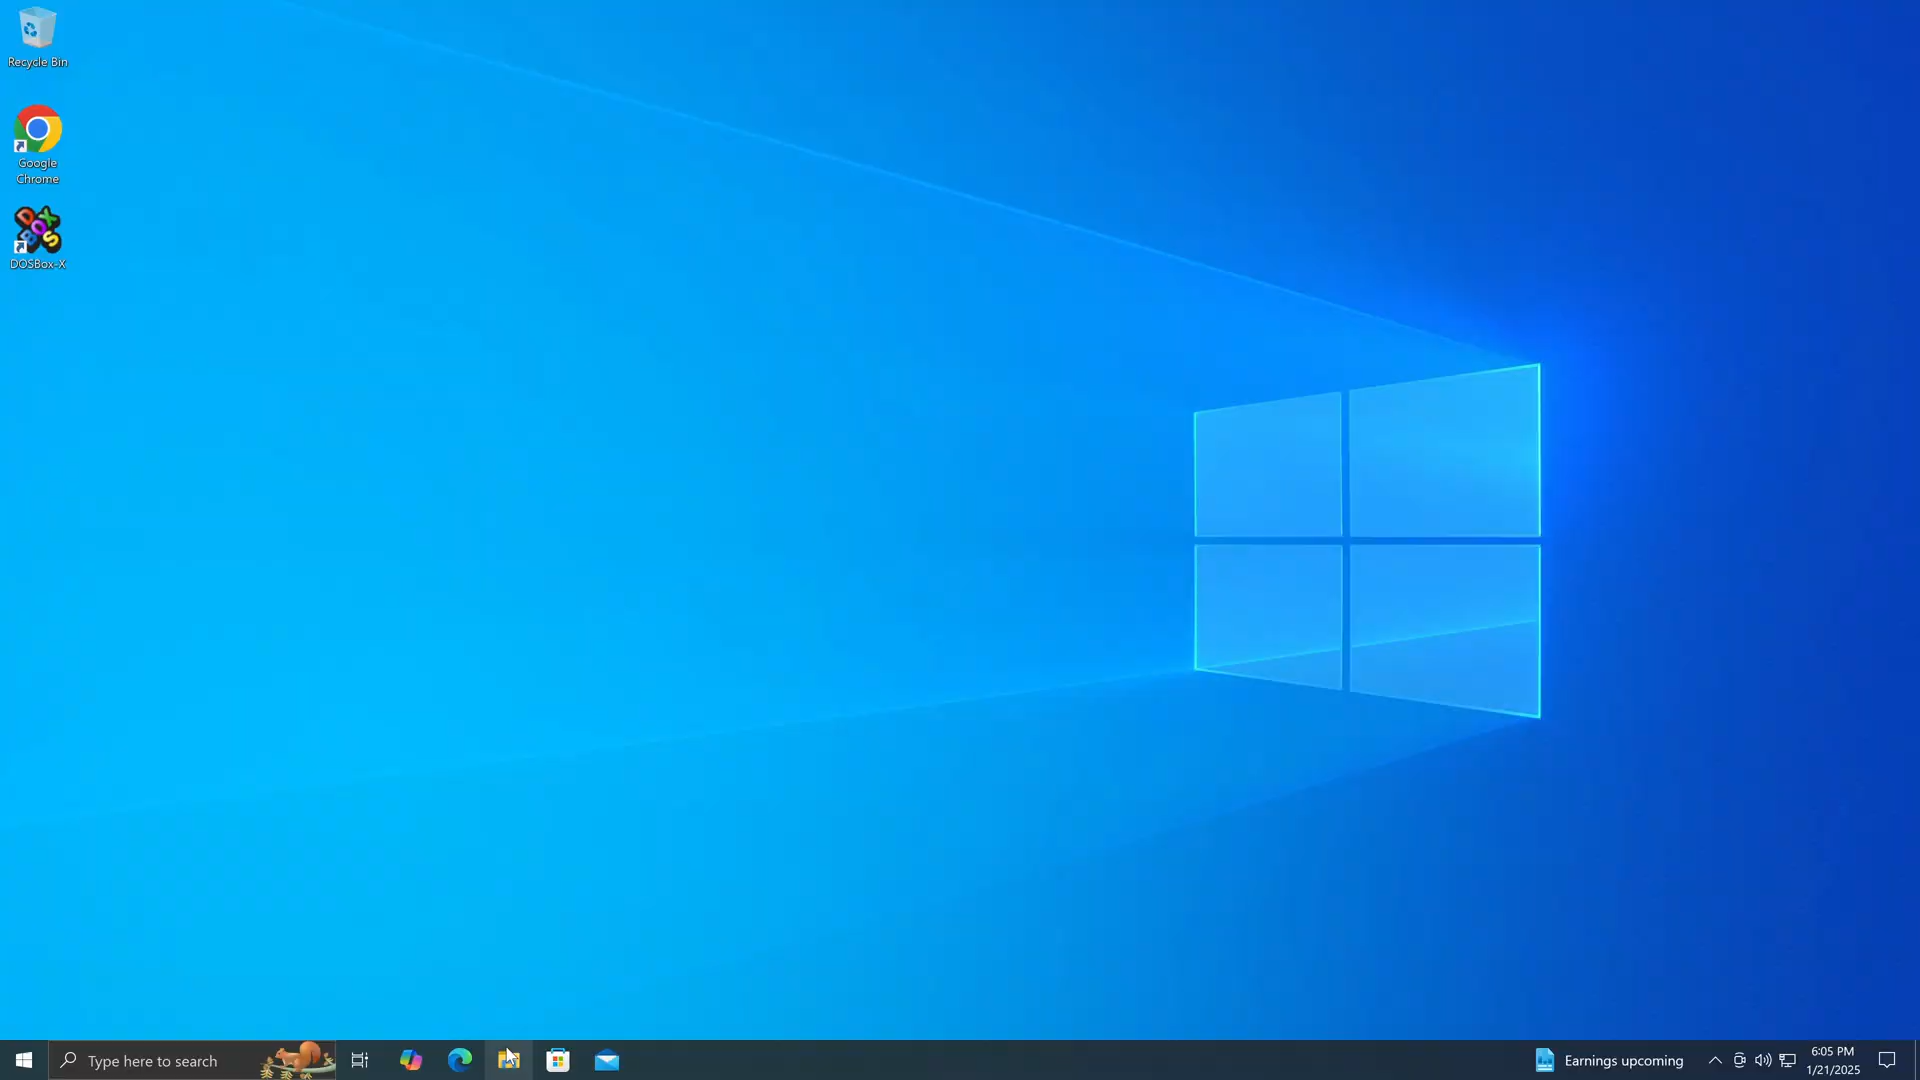 Recycle Bin
Google
Chrome
DOSBox-X
Type here to search
Earnings upcoming
6:05 PM
1/21/2025